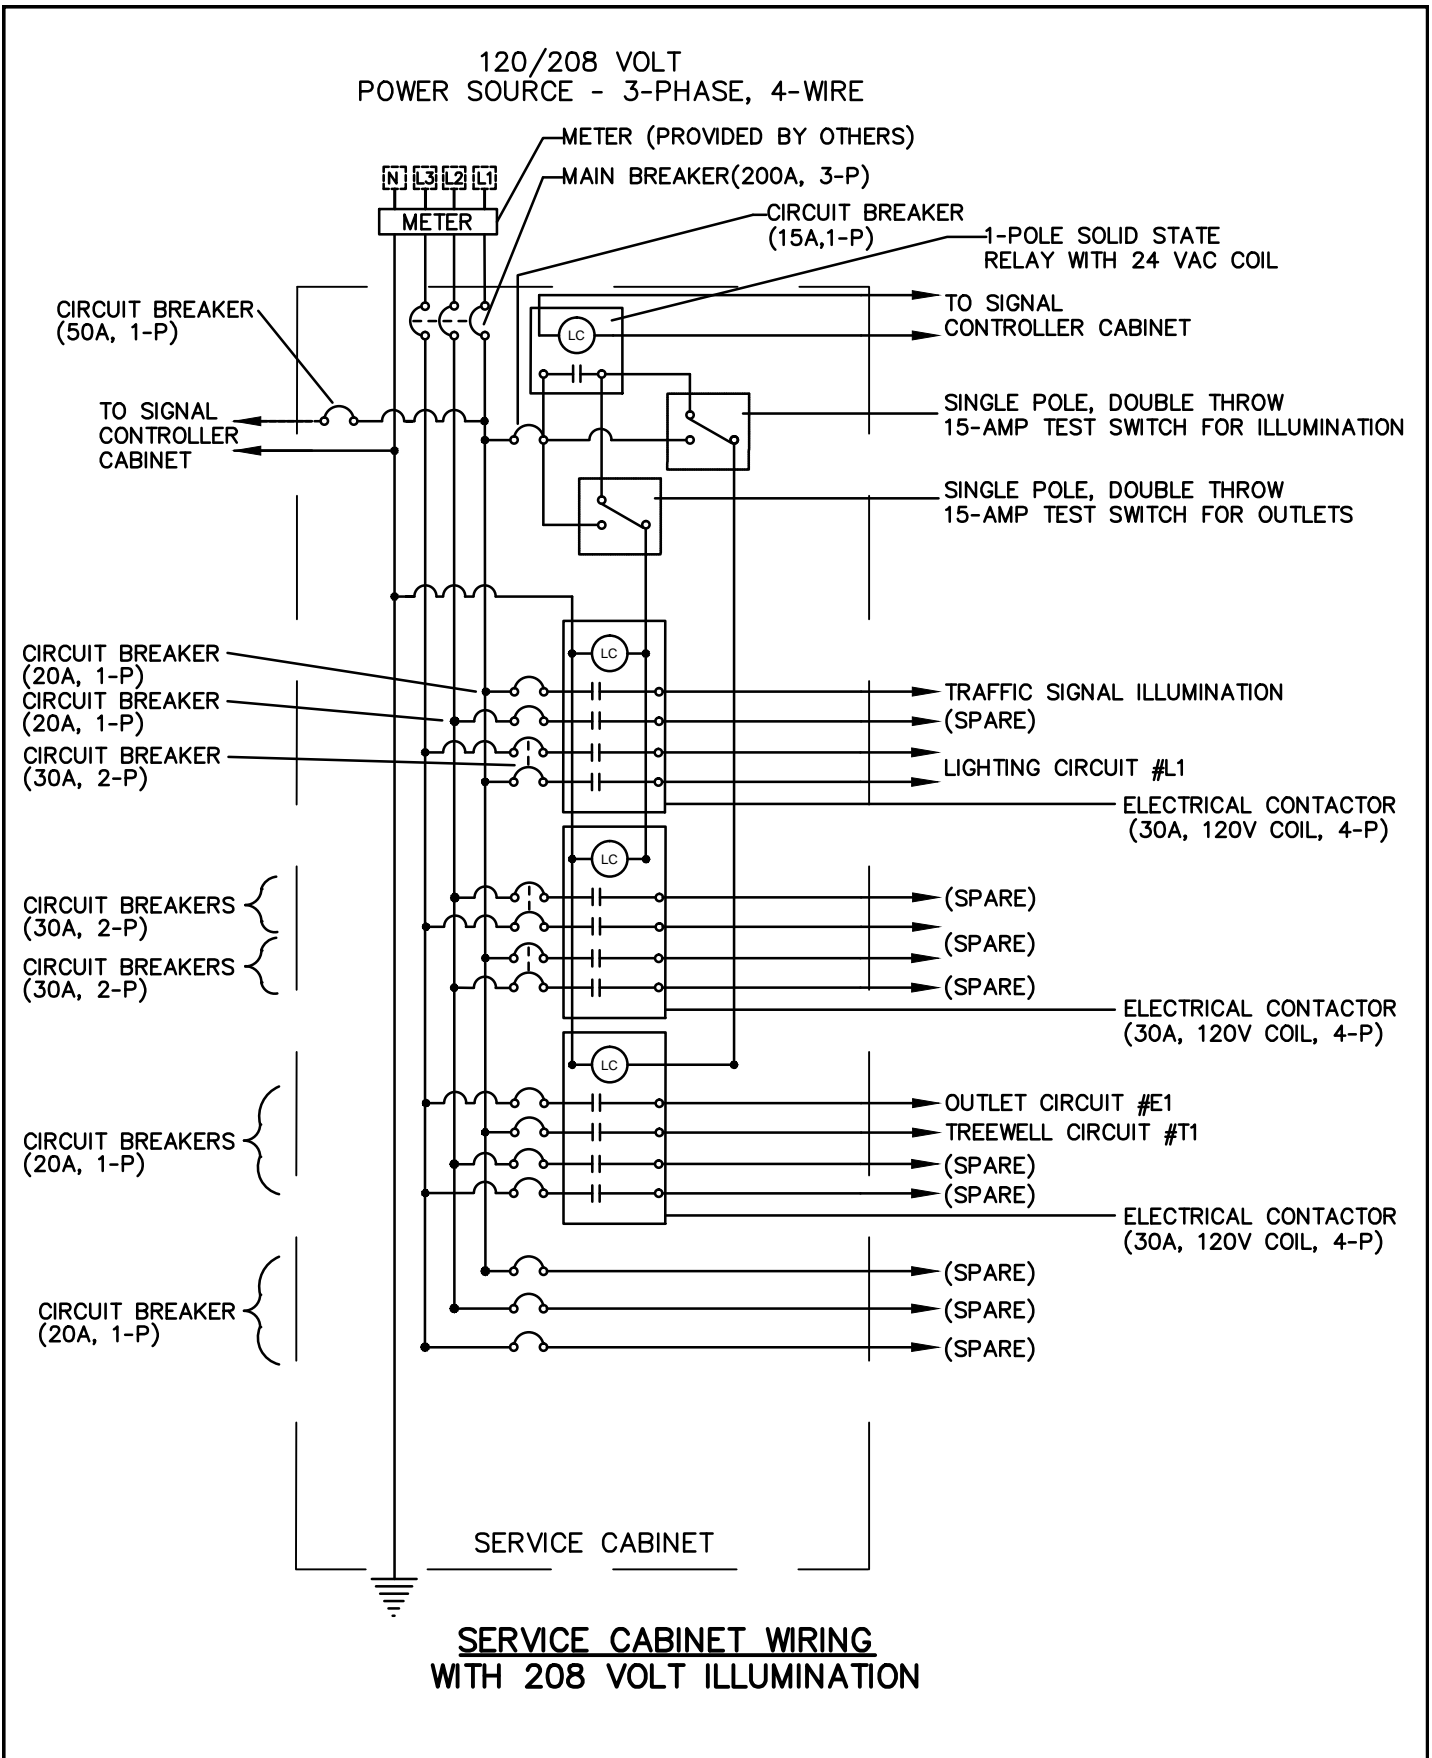 120/208 VOLT
POWER SOURCE - 3-PHASE, 4-WIRE
METER (PROVIDED BY OTHERS)
MAIN BREAKER(200A, 3-P)
N L3 L2 L1
METER
CIRCUIT BREAKER
(15A,1-P)
1-POLE SOLID STATE
RELAY WITH 24 VAC COIL
CIRCUIT BREAKER
(50A, 1-P)
LC
TO SIGNAL
CONTROLLER CABINET
TO SIGNAL
CONTROLLER
CABINET
SINGLE POLE, DOUBLE THROW
15-AMP TEST SWITCH FOR ILLUMINATION
SINGLE POLE, DOUBLE THROW
15-AMP TEST SWITCH FOR OUTLETS
CIRCUIT BREAKER
(20A, 1-P)
CIRCUIT BREAKER
(20A, 1-P)
CIRCUIT BREAKER
(30A, 2-P)
LC
TRAFFIC SIGNAL ILLUMINATION
(SPARE)
LIGHTING CIRCUIT #L1
ELECTRICAL CONTACTOR
(30A, 120V COIL, 4-P)
LC
CIRCUIT BREAKERS
(30A, 2-P)
CIRCUIT BREAKERS
(30A, 2-P)
(SPARE)
(SPARE)
(SPARE)
ELECTRICAL CONTACTOR
(30A, 120V COIL, 4-P)
LC
CIRCUIT BREAKERS
(20A, 1-P)
OUTLET CIRCUIT #E1
TREEWELL CIRCUIT #T1
(SPARE)
(SPARE)
ELECTRICAL CONTACTOR
(30A, 120V COIL, 4-P)
CIRCUIT BREAKER
(20A, 1-P)
(SPARE)
(SPARE)
(SPARE)
SERVICE CABINET
SERVICE CABINET WIRING
WITH 208 VOLT ILLUMINATION